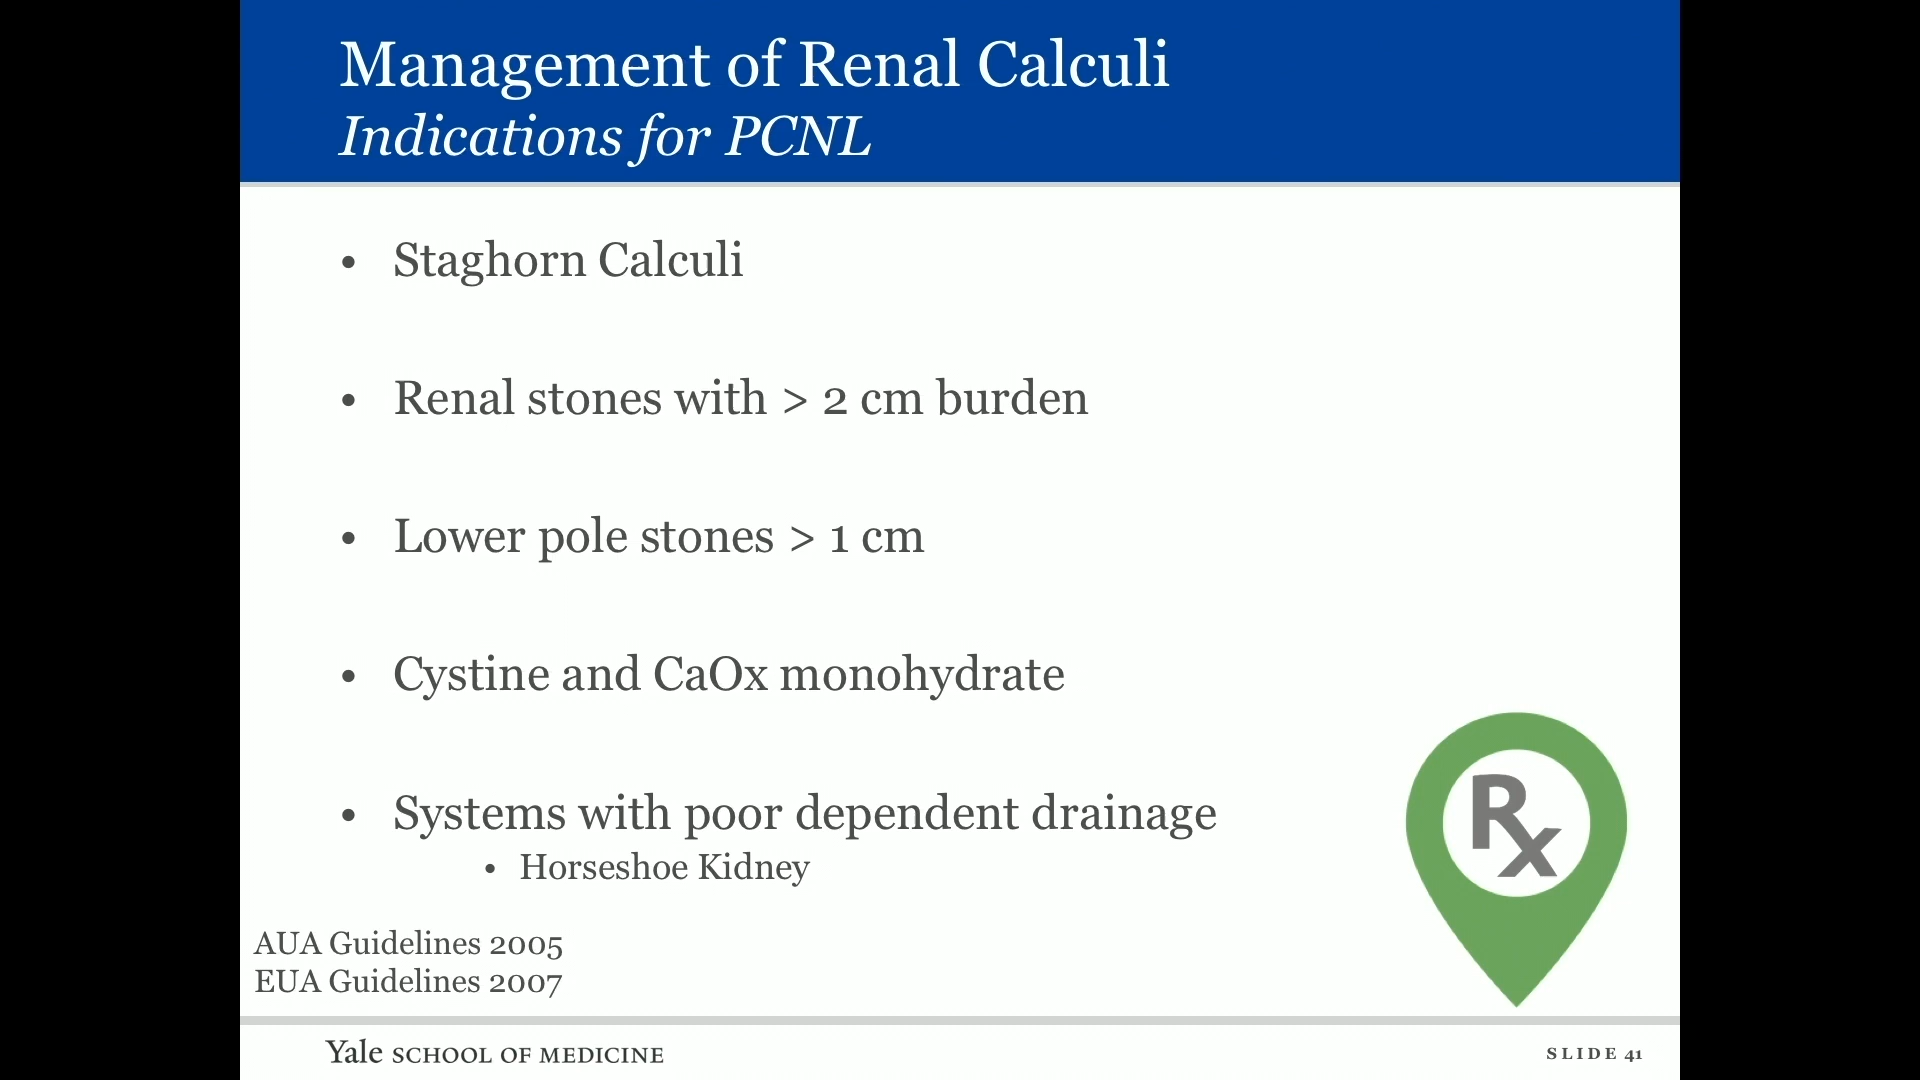 Management of Renal Calculi
Indications for PCNL
• Staghorn Calculi
• Renal stones with > 2 cm burden
• Lower pole stones > 1 cm
• Cystine and CaOx monohydrate
• Systems with poor dependent drainage
• Horseshoe Kidney
Rx
AUA Guidelines 2005
EUA Guidelines 2007
Yale SCHOOL OF MEDICINE
SLIDE 41